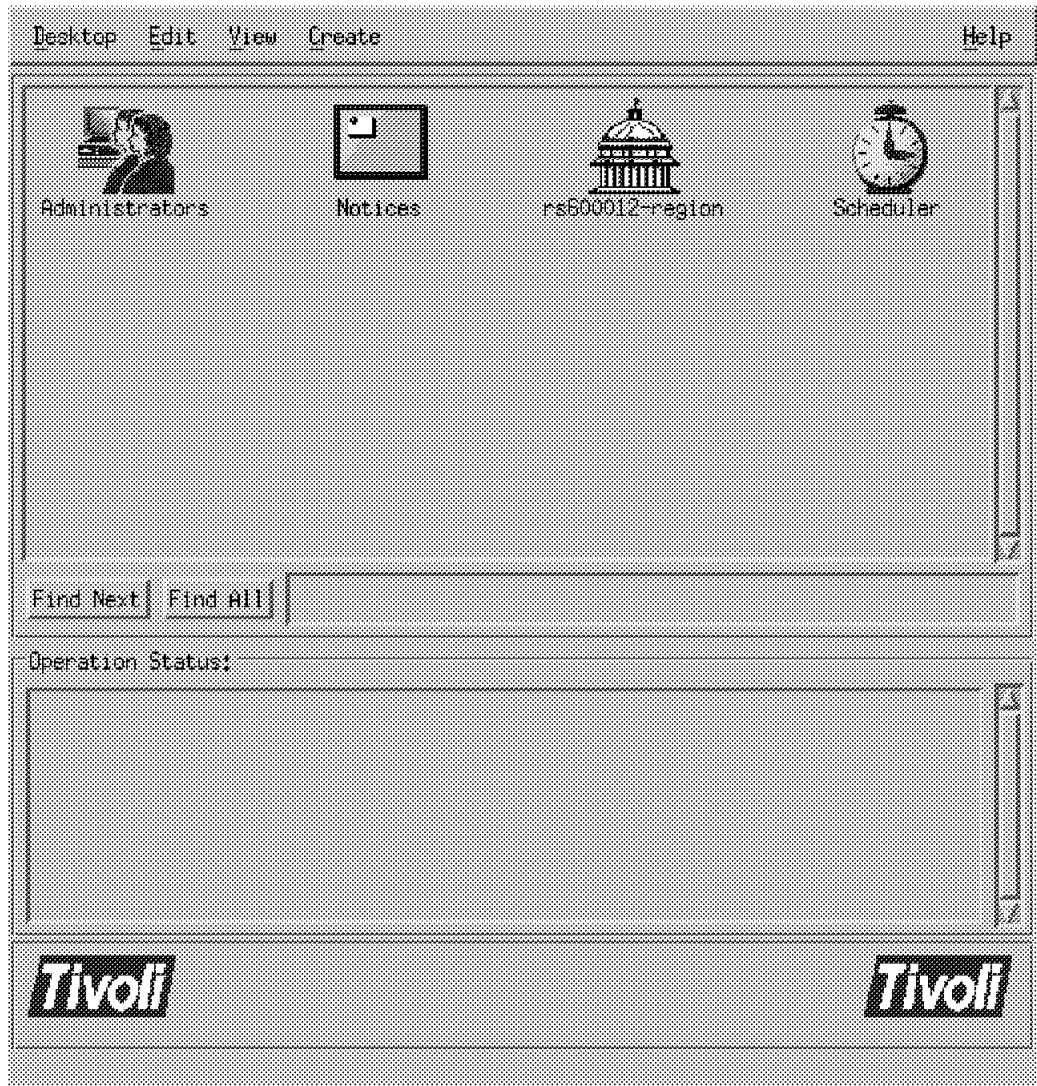 Desktop Edit View Create Help
Administrators Notices rs600012-region Scheduler
Find Next Find All
Operation Status:
Tivoli Tivoli